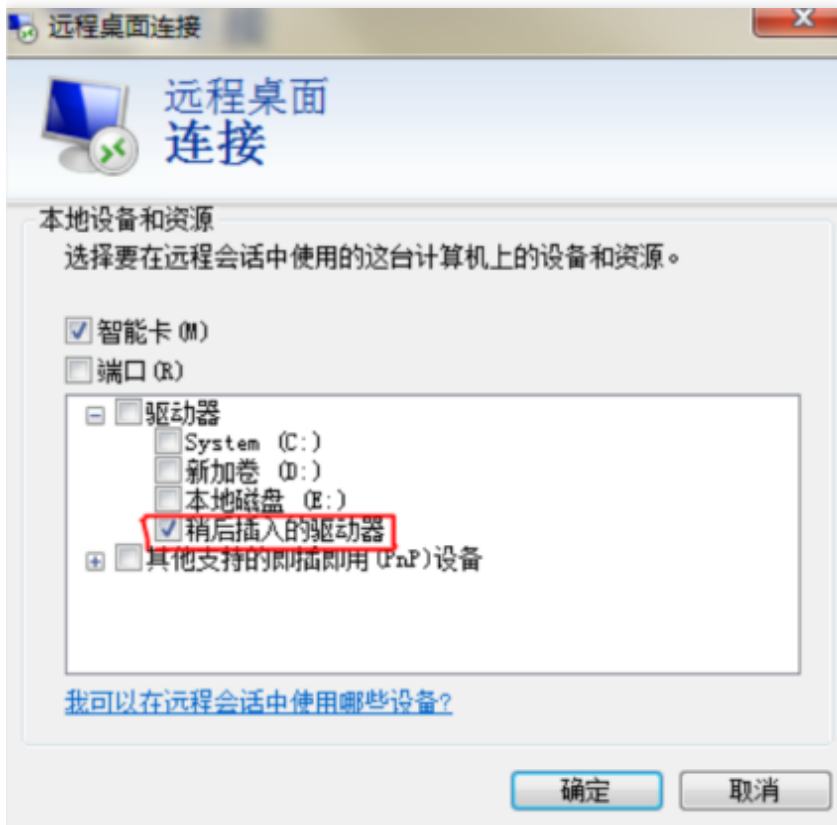 远程桌面连接
远程桌面
连接
本地设备和资源
选择要在远程会话中使用的这台计算机上的设备和资源。
智能卡(M)
端口(R)
驱动器
System (C:)
新加卷 (D:)
本地磁盘 (E:)
稍后插入的驱动器
其他支持的即插即用(PnP)设备
我可以在远程会话中使用哪些设备?
确定
取消